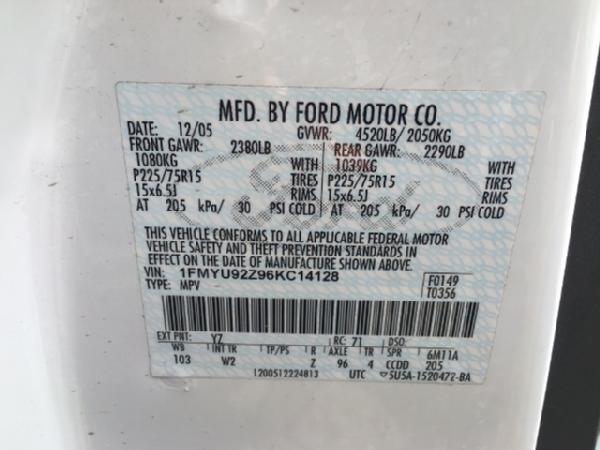 MFD. BY FORD MOTOR CO.
DATE: 12/05 GVWR: 4520LB/2050KG
FRONT GAWR: 2380LB REAR GAWR: 2290LB
1080KG WITH 1039KG WITH
P225/75R15 TIRES P225/75R15 TIRES
15x6.5J RIMS 15x6.5J RIMS
AT 205 kPa/ 30 PSI COLD AT 205 kPa/ 30 PSI COLD
THIS VEHICLE CONFORMS TO ALL APPLICABLE FEDERAL MOTOR
VEHICLE SAFETY AND THEFT PREVENTION STANDARDS
IN EFFECT ON THE DATE OF MANUFACTURE SHOWN ABOVE.
VIN: 1FMYU92Z96KC14128 F0149
TYPE: MPV T0356
EXT PNT: YZ RC: 71 DSO:
WB INT TR TP/PS R AXLE TR SPR 6M11A
103 W2 Z 96 4 CCDD 205
1200512224813 UTC 5U5A-1520472-BA